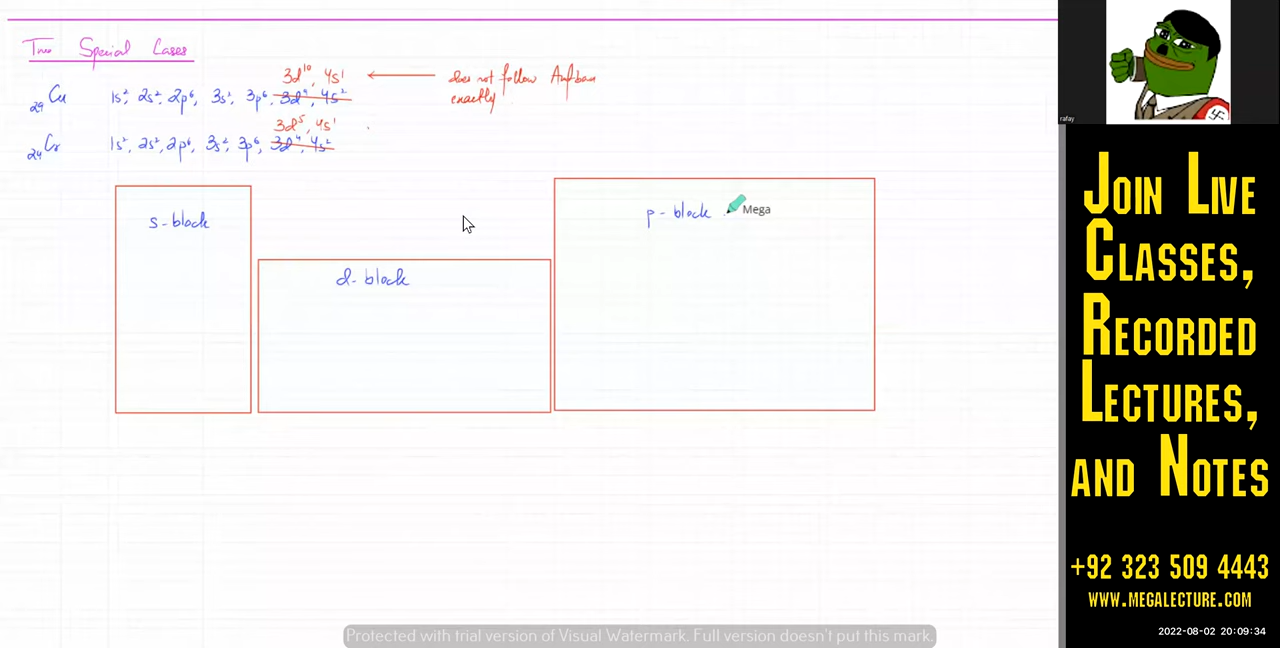 Two Special Cases
3d¹⁰, 4s¹ ← does not follow Aufbau
exactly
₂₉Cu 1s², 2s², 2p⁶, 3s², 3p⁶, 3d⁹, 4s²
3d⁵, 4s¹
₂₄Cr 1s², 2s², 2p⁶, 3s², 3p⁶, 3d⁴, 4s²
s-block
d-block
p-block
Mega
rafay
JOIN LIVE
CLASSES,
RECORDED
LECTURES,
AND NOTES
+92 323 509 4443
WWW.MEGALECTURE.COM
2022-08-02 20:09:34
Protected with trial version of Visual Watermark. Full version doesn't put this mark.